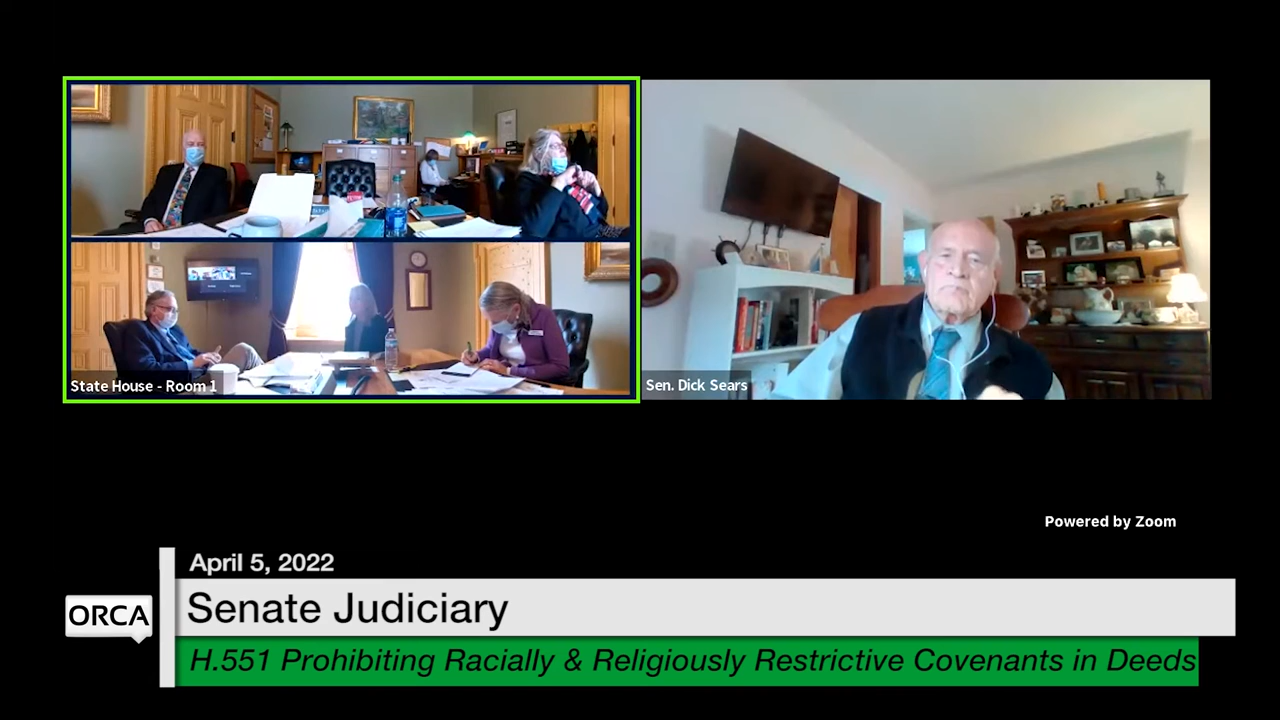 State House - Room 1
Sen. Dick Sears
Powered by Zoom
April 5, 2022
ORCA
Senate Judiciary
H.551 Prohibiting Racially & Religiously Restrictive Covenants in Deeds